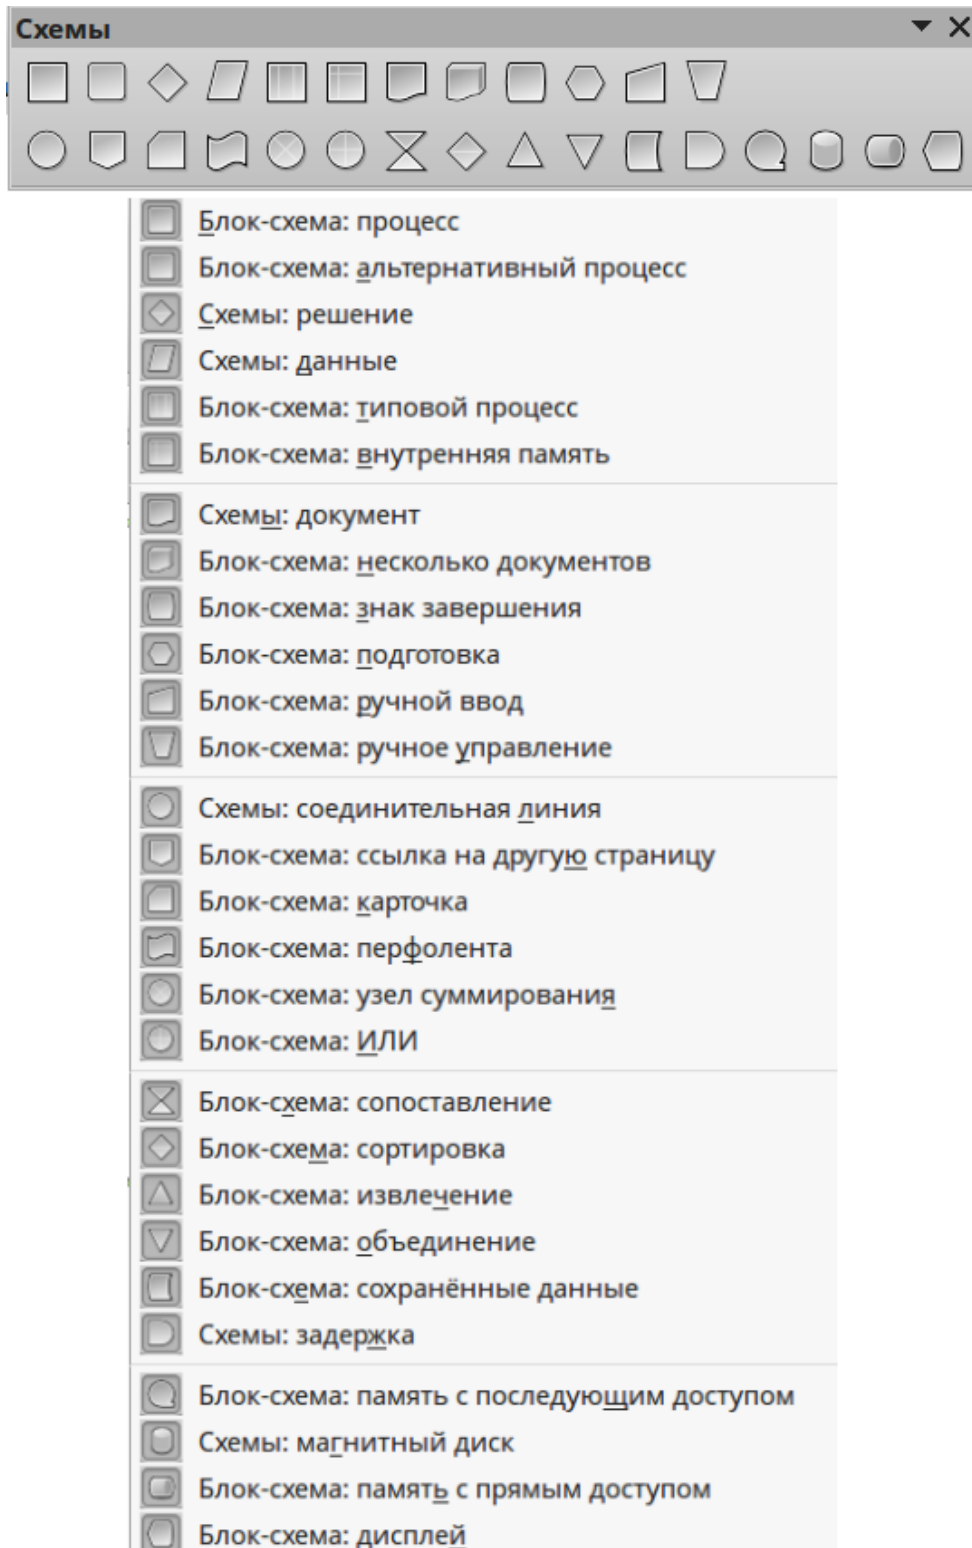 Схемы
Блок-схема: процесс
Блок-схема: альтернативный процесс
Схемы: решение
Схемы: данные
Блок-схема: типовой процесс
Блок-схема: внутренняя память
Схемы: документ
Блок-схема: несколько документов
Блок-схема: знак завершения
Блок-схема: подготовка
Блок-схема: ручной ввод
Блок-схема: ручное управление
Схемы: соединительная линия
Блок-схема: ссылка на другую страницу
Блок-схема: карточка
Блок-схема: перфолента
Блок-схема: узел суммирования
Блок-схема: ИЛИ
Блок-схема: сопоставление
Блок-схема: сортировка
Блок-схема: извлечение
Блок-схема: объединение
Блок-схема: сохранённые данные
Схемы: задержка
Блок-схема: память с последующим доступом
Схемы: магнитный диск
Блок-схема: память с прямым доступом
Блок-схема: дисплей